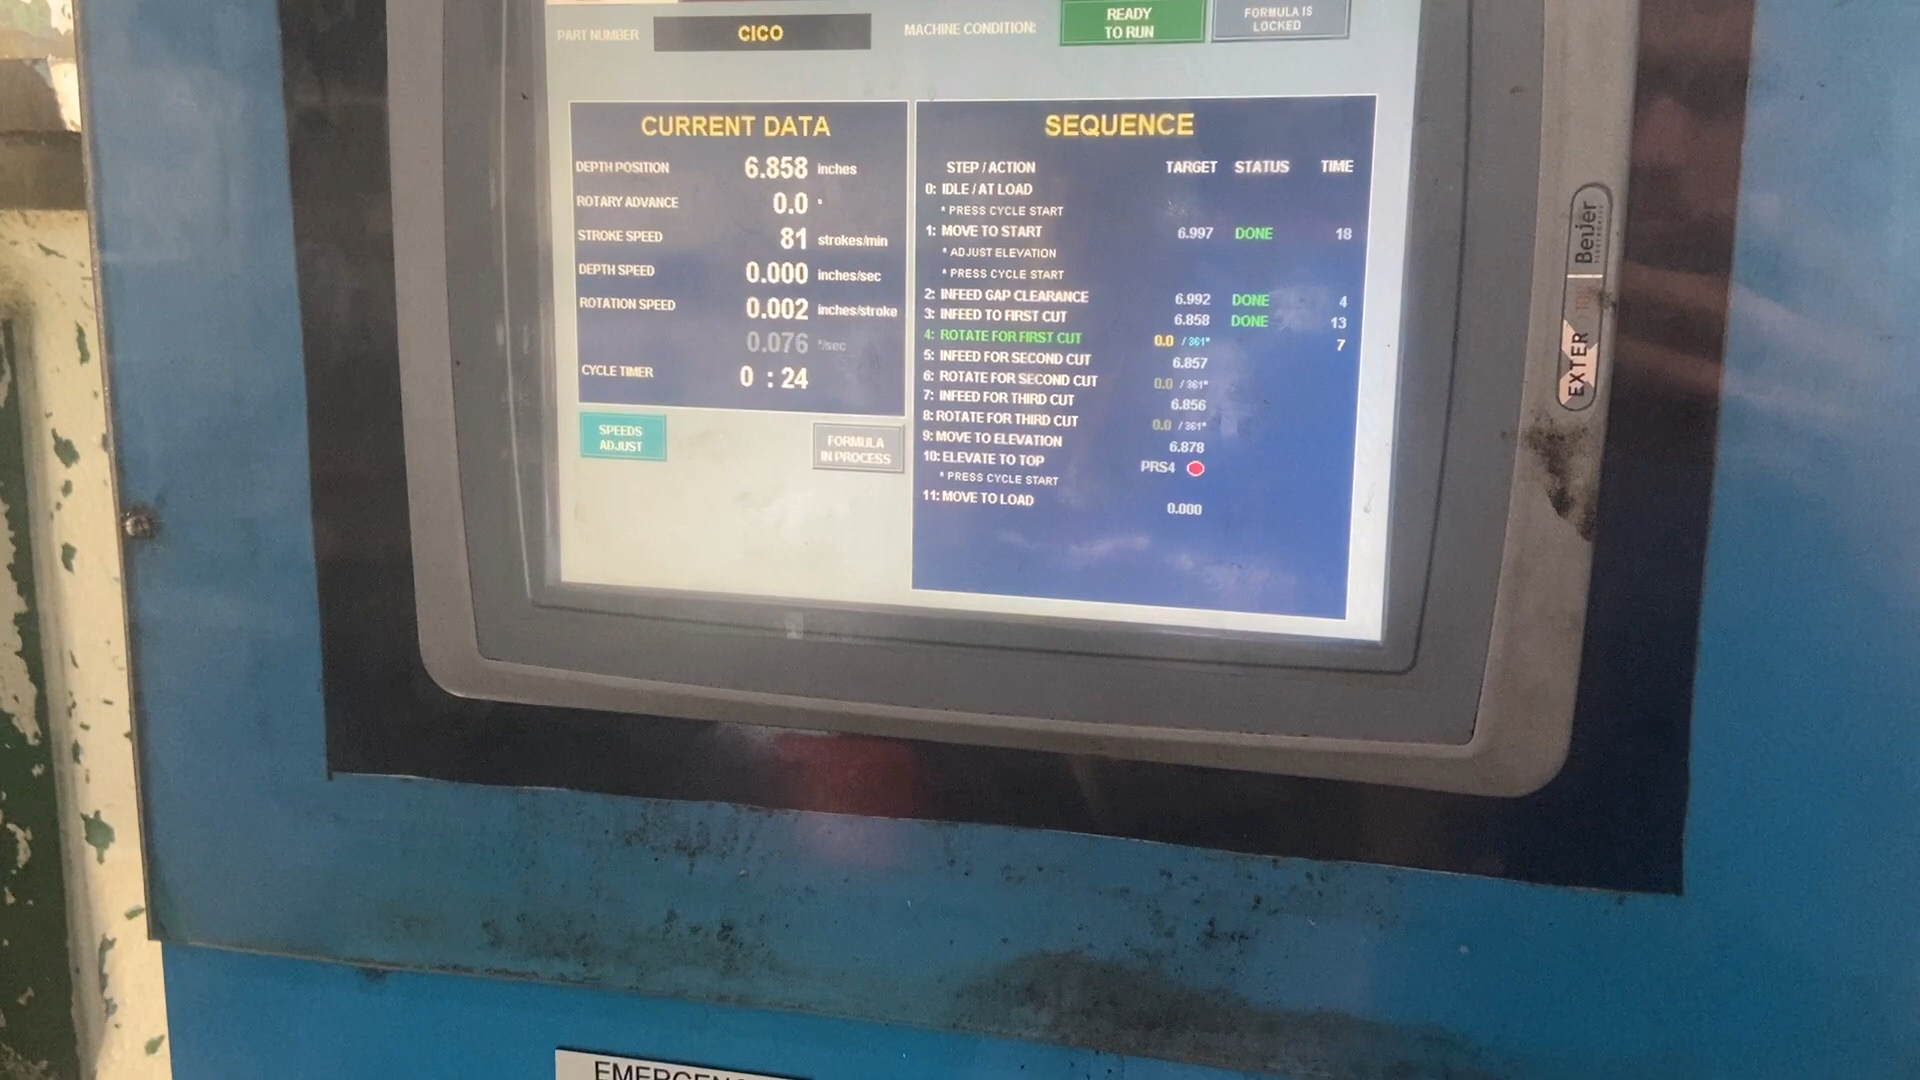 PART NUMBER CICO MACHINE CONDITION: READY TO RUN FORMULA IS LOCKED
CURRENT DATA
DEPTH POSITION 6.858 inches
ROTARY ADVANCE 0.0 °
STROKE SPEED 81 strokes/min
DEPTH SPEED 0.000 inches/sec
ROTATION SPEED 0.002 inches/stroke
0.076 °/sec
CYCLE TIMER 0 : 24
SPEEDS ADJUST
FORMULA IN PROCESS
SEQUENCE
STEP / ACTION TARGET STATUS TIME
0: IDLE / AT LOAD
* PRESS CYCLE START
1: MOVE TO START 6.997 DONE 18
* ADJUST ELEVATION
* PRESS CYCLE START
2: INFEED GAP CLEARANCE 6.992 DONE 4
3: INFEED TO FIRST CUT 6.858 DONE 13
4: ROTATE FOR FIRST CUT 0.0 / 361° 7
5: INFEED FOR SECOND CUT 6.857
6: ROTATE FOR SECOND CUT 0.0 / 361°
7: INFEED FOR THIRD CUT 6.856
8: ROTATE FOR THIRD CUT 0.0 / 361°
9: MOVE TO ELEVATION 6.878
10: ELEVATE TO TOP PRS4
* PRESS CYCLE START
11: MOVE TO LOAD 0.000
EXTER
Beijer
ELECTRONICS